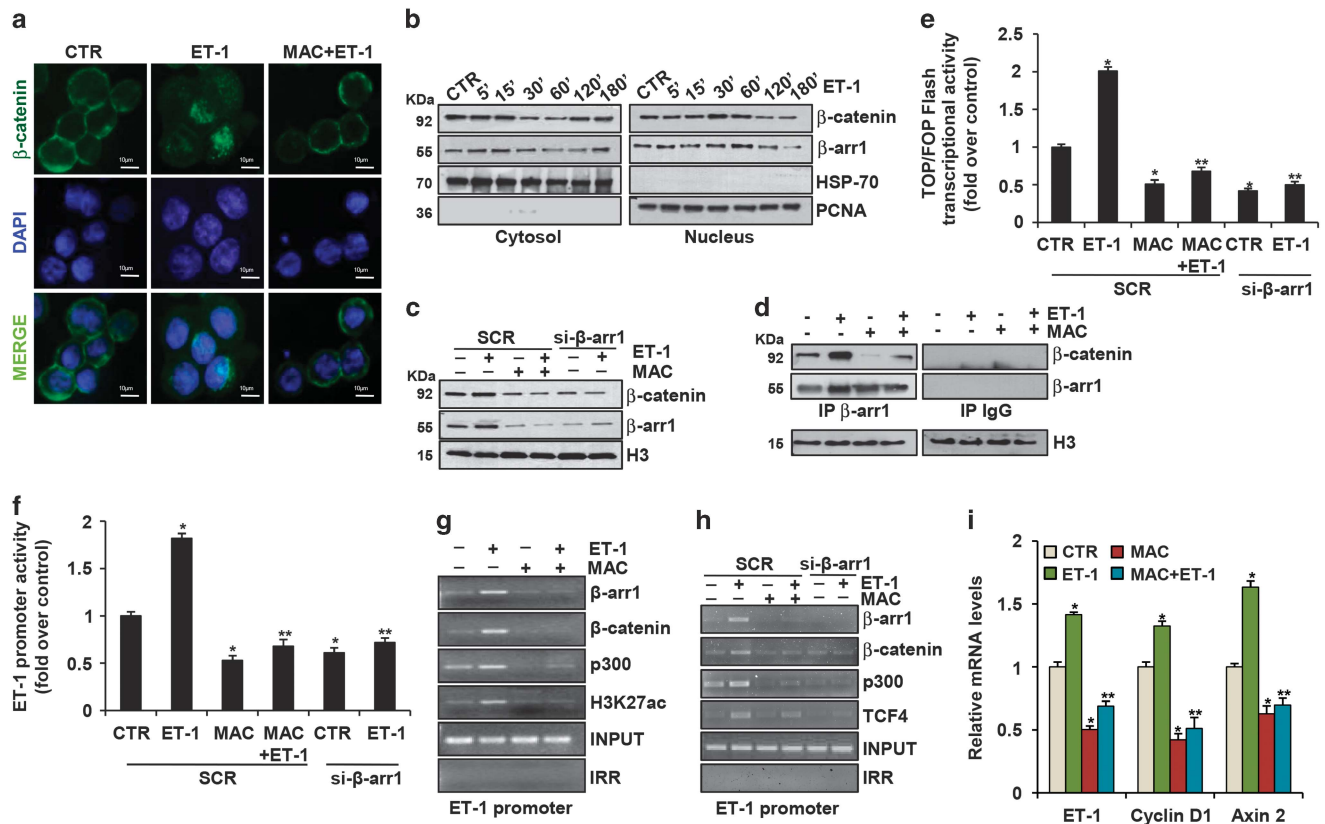 a
CTR ET-1 MAC+ET-1
β-catenin
10µm 10µm 10µm
DAPI
10µm 10µm 10µm
MERGE
10µm 10µm 10µm
b
CTR 5' 15' 30' 60' 120' 180' CTR 5' 15' 30' 60' 120' 180' ET-1
KDa
92 β-catenin
55 β-arr1
70 HSP-70
36 PCNA
Cytosol Nucleus
c
SCR si-β-arr1
– + – + – + ET-1
– – + + MAC
KDa
92 β-catenin
55 β-arr1
15 H3
d
- + - + - + - + ET-1
- - + + - - + + MAC
KDa
92 β-catenin
55 β-arr1
IP β-arr1 IP IgG
15 H3
e
TOP/FOP Flash
transcriptional activity
(fold over control)
2.5
2
1.5
1
0.5
0
* * ** * **
CTR ET-1 MAC MAC +ET-1 CTR ET-1
SCR si-β-arr1
f
ET-1 promoter activity
(fold over control)
2
1.5
1
0.5
0
* * ** * **
CTR ET-1 MAC MAC +ET-1 CTR ET-1
SCR si-β-arr1
g
– + – + ET-1
– – + + MAC
β-arr1
β-catenin
p300
H3K27ac
INPUT
IRR
ET-1 promoter
h
SCR si-β-arr1
– + – + – + ET-1
– – + + – – MAC
β-arr1
β-catenin
p300
TCF4
INPUT
IRR
ET-1 promoter
i
Relative mRNA levels
2
1.5
1
0.5
0
CTR MAC
ET-1 MAC+ET-1
* * ** * * ** * * **
ET-1 Cyclin D1 Axin 2